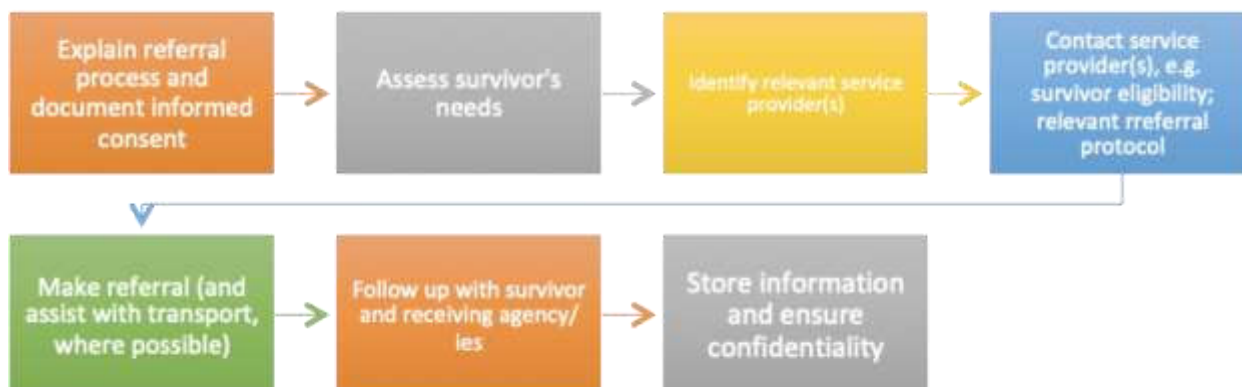 Explain referral
process and
document informed
consent
Assess survivor's
needs
Identify relevant service
provider(s)
Contact service
provider(s), e.g.
survivor eligibility;
relevant rreferral
protocol
Make referral (and
assist with transport,
where possible)
Follow up with survivor
and receiving agency/
ies
Store information
and ensure
confidentiality